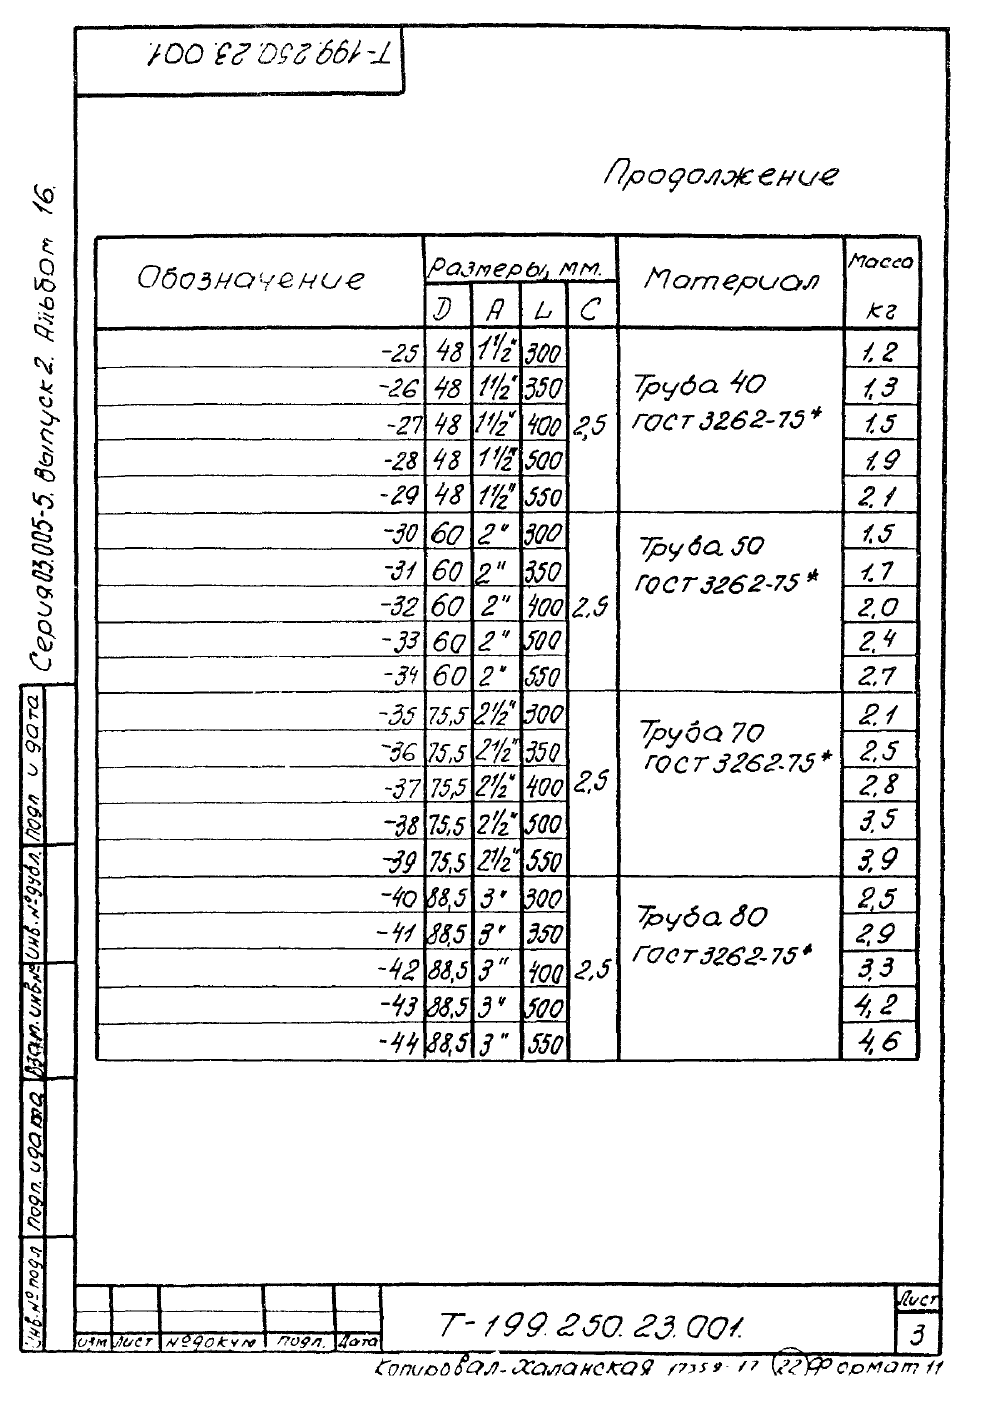 Т-199.250.23.001.
Продолжение
Серия 03.005-5. Выпуск 2. Альбом 16.
Обозначение Размеры, мм. Материал Масса кг
D A L C
-25 48 1 1/2" 300 1,2
-26 48 1 1/2" 350 Труба 40 1,3
-27 48 1 1/2" 400 2,5 ГОСТ 3262-75* 1,5
-28 48 1 1/2" 500 1,9
-29 48 1 1/2" 550 2,1
-30 60 2" 300 1,5
-31 60 2" 350 Труба 50 1,7
-32 60 2" 400 2,5 ГОСТ 3262-75* 2,0
-33 60 2" 500 2,4
-34 60 2" 550 2,7
-35 75,5 2 1/2" 300 2,1
-36 75,5 2 1/2" 350 Труба 70 2,5
-37 75,5 2 1/2" 400 2,5 ГОСТ 3262-75* 2,8
-38 75,5 2 1/2" 500 3,5
-39 75,5 2 1/2" 550 3,9
-40 88,5 3" 300 2,5
-41 88,5 3" 350 Труба 80 2,9
-42 88,5 3" 400 2,5 ГОСТ 3262-75* 3,3
-43 88,5 3" 500 4,2
-44 88,5 3" 550 4,6
Инв. № подл
Подп. и дата
Взам. инв. №
Инв. № дубл.
Подп и дата
Изм Лист № докум подп. Дата
Т-199.250.23.001.
Лист
3
Копировал-Халанская 17359-17 (22) Формат 11